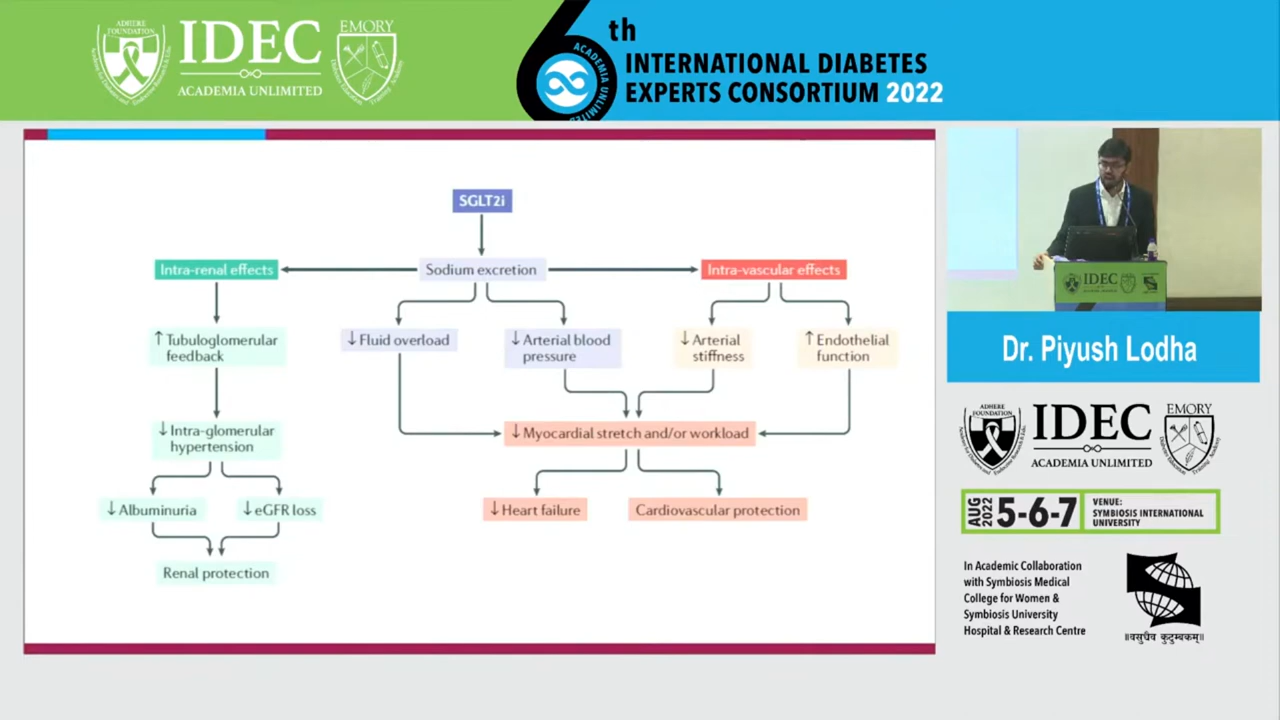 ADHERE
FOUNDATION
IDEC
ACADEMIA UNLIMITED
EMORY
6th
ACADEMIA UNLIMITED
INTERNATIONAL DIABETES
EXPERTS CONSORTIUM 2022
SGLT2i
Intra-renal effects
Sodium excretion
Intra-vascular effects
↑ Tubuloglomerular
feedback
↓ Fluid overload
↓ Arterial blood
pressure
↓ Arterial
stiffness
↑ Endothelial
function
↓ Intra-glomerular
hypertension
↓ Myocardial stretch and/or workload
↓ Albuminuria
↓ eGFR loss
↓ Heart failure
Cardiovascular protection
Renal protection
IDEC
Dr. Piyush Lodha
ADHERE
FOUNDATION
IDEC
ACADEMIA UNLIMITED
EMORY
AUG
2022
5-6-7
VENUE:
SYMBIOSIS INTERNATIONAL
UNIVERSITY
In Academic Collaboration
with Symbiosis Medical
College for Women &
Symbiosis University
Hospital & Research Centre
॥वसुधैव कुटुम्बकम्॥